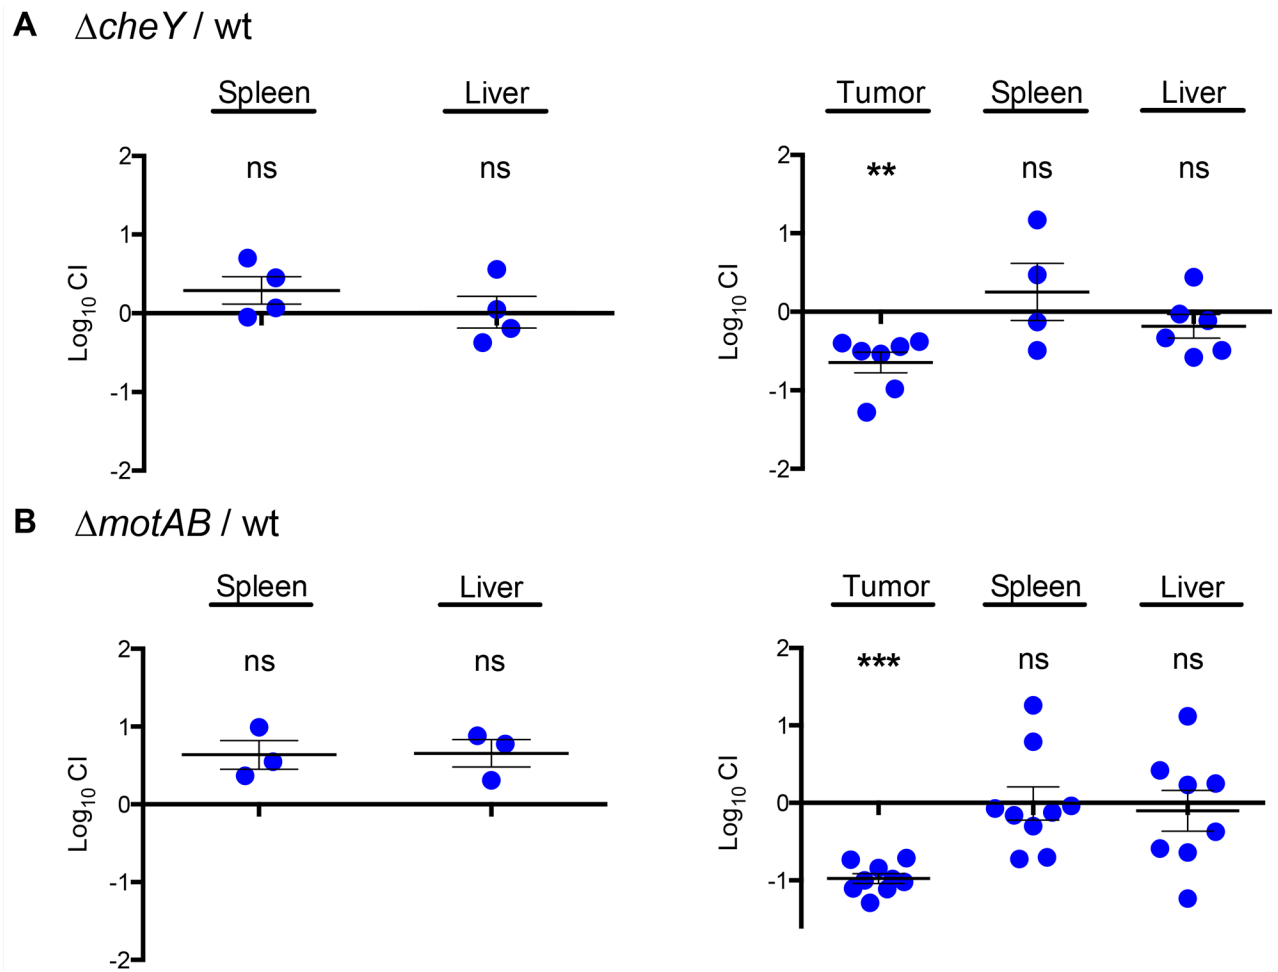 A ΔcheY / wt
Spleen Liver Tumor Spleen Liver
ns ns ** ns ns
2 1 0 -1 -2
Log10 CI
2 1 0 -1 -2
Log10 CI
B ΔmotAB / wt
Spleen Liver Tumor Spleen Liver
ns ns *** ns ns
2 1 0 -1 -2
Log10 CI
2 1 0 -1
Log10 CI